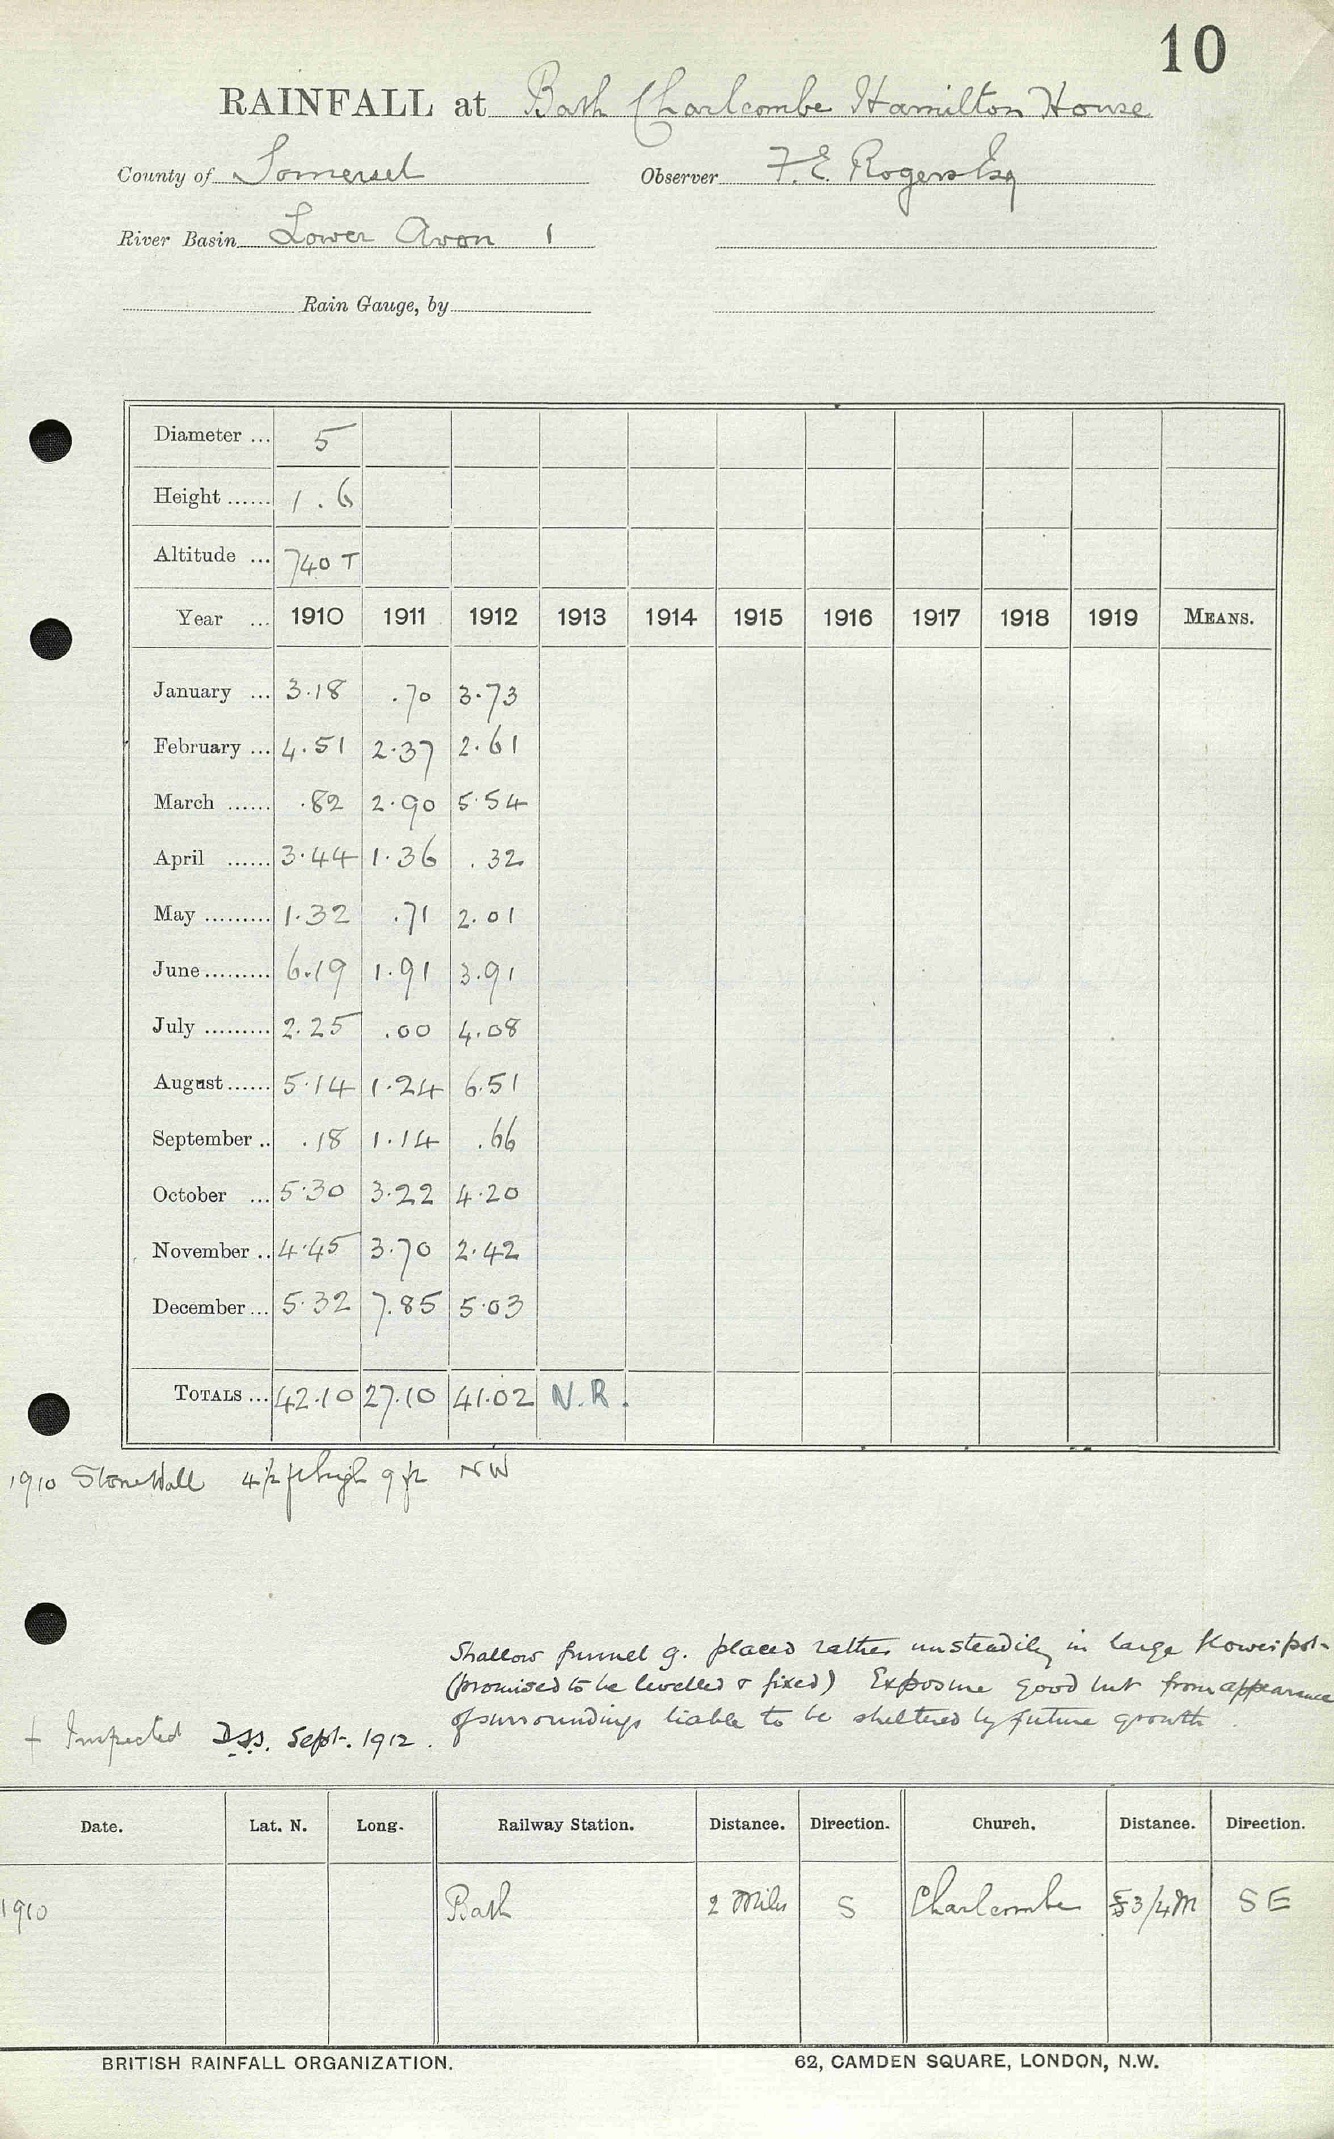 10
RAINFALL at Bath Charlcombe Hamilton House
County of Somerset Observer F. E. Rogers Esq
River Basin Lower Avon 1
Rain Gauge, by
Diameter ... 5
Height ...... 1.6
Altitude ... 740 T
Year ... 1910 1911 1912 1913 1914 1915 1916 1917 1918 1919 MEANS.
January ... 3.18 .70 3.73
February ... 4.51 2.37 2.61
March ...... .82 2.90 5.54
April ...... 3.44 1.36 .32
May ......... 1.32 .71 2.01
June ......... 6.19 1.91 3.91
July ......... 2.25 .00 4.08
August ...... 5.14 1.24 6.51
September .. .18 1.14 .66
October ... 5.30 3.22 4.20
November .. 4.45 3.70 2.42
December ... 5.32 7.85 5.03
TOTALS ... 42.10 27.10 41.02 N.R.
1910 Stone Wall 4½ ft high 9 ft NW
Shallow funnel g. placed rather unsteadily in large flower pot -
(promised to be levelled & fixed) Exposure good but from appearance
of surroundings liable to be sheltered by future growth.
+ Inspected D.S.S. Sept. 1912.
Date. Lat. N. Long. Railway Station. Distance. Direction. Church. Distance. Direction.
1910 Bath 2 Miles S Charlcombe 3/4 M SE
BRITISH RAINFALL ORGANIZATION. 62, CAMDEN SQUARE, LONDON, N.W.